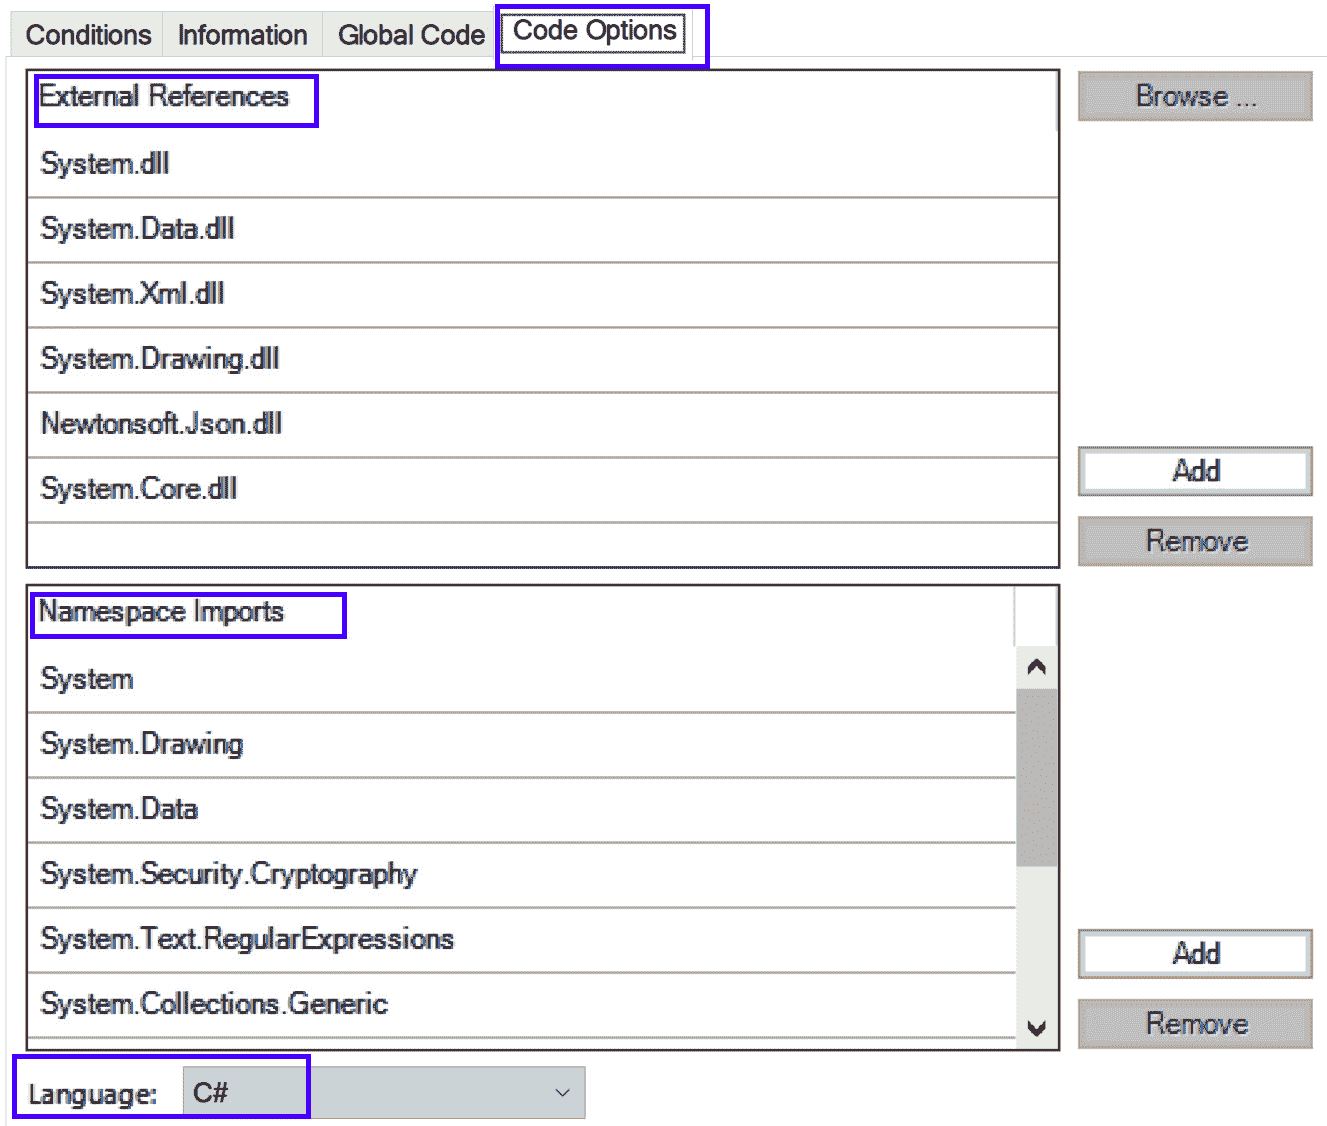 Conditions Information Global Code Code Options
External References
Browse ...
System.dll
System.Data.dll
System.Xml.dll
System.Drawing.dll
Newtonsoft.Json.dll
Add
System.Core.dll
Remove
Namespace Imports
System
System.Drawing
System.Data
System.Security.Cryptography
System.Text.RegularExpressions
Add
System.Collections.Generic
Remove
Language: C#